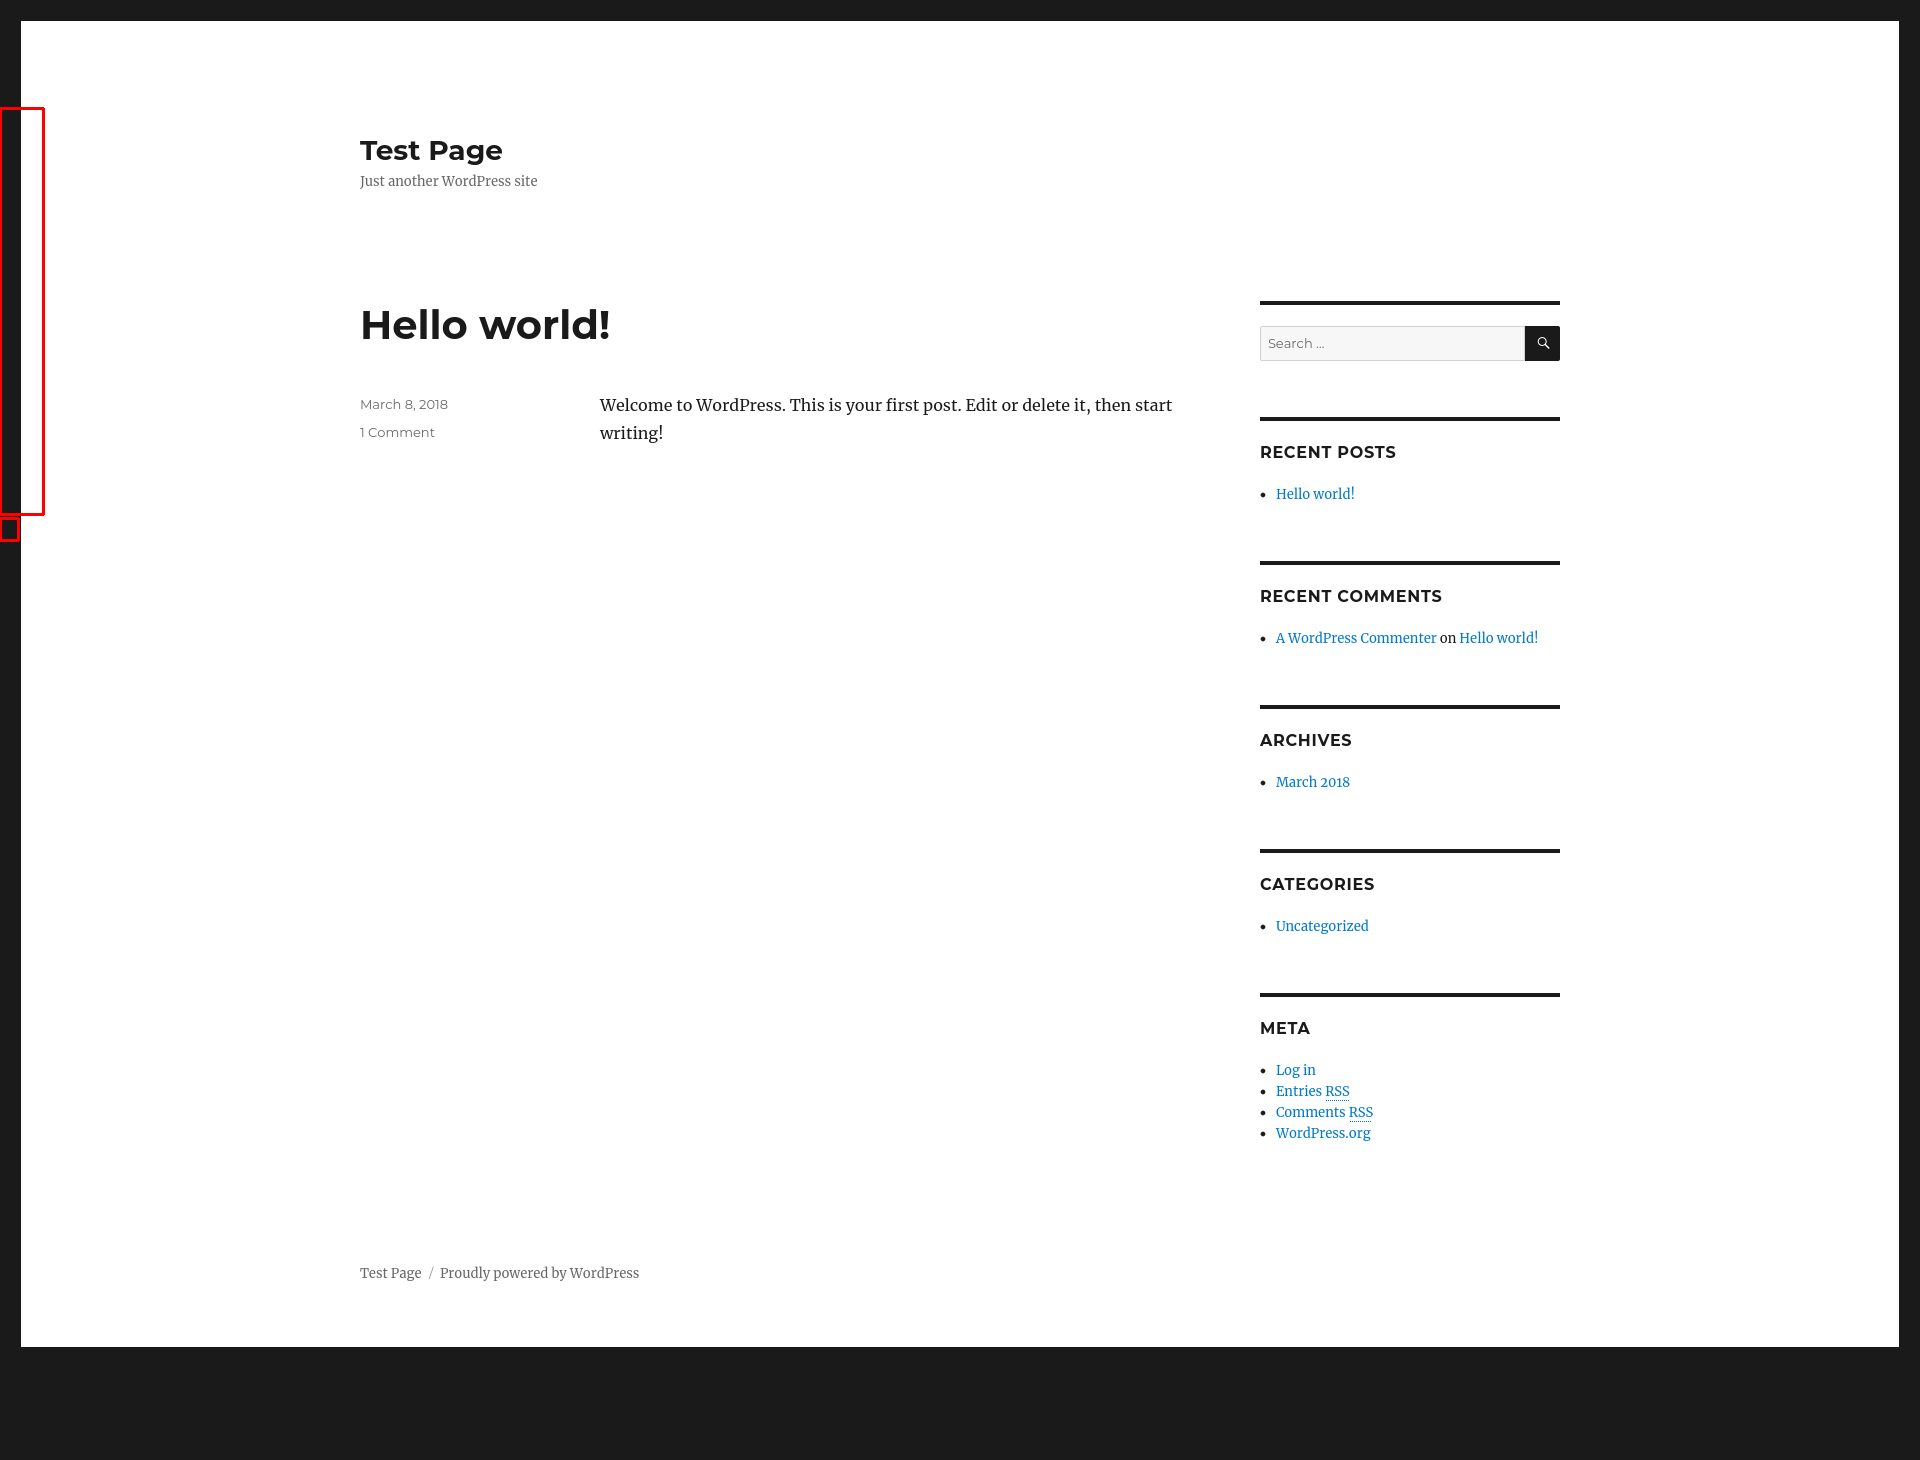 Test Page
Just another WordPress site
Hello world!
March 8, 2018
1 Comment
Welcome to WordPress. This is your first post. Edit or delete it, then start
writing!
Search …
RECENT POSTS
Hello world!
RECENT COMMENTS
A WordPress Commenter on Hello world!
ARCHIVES
March 2018
CATEGORIES
Uncategorized
META
Log in
Entries RSS
Comments RSS
WordPress.org
Test Page / Proudly powered by WordPress